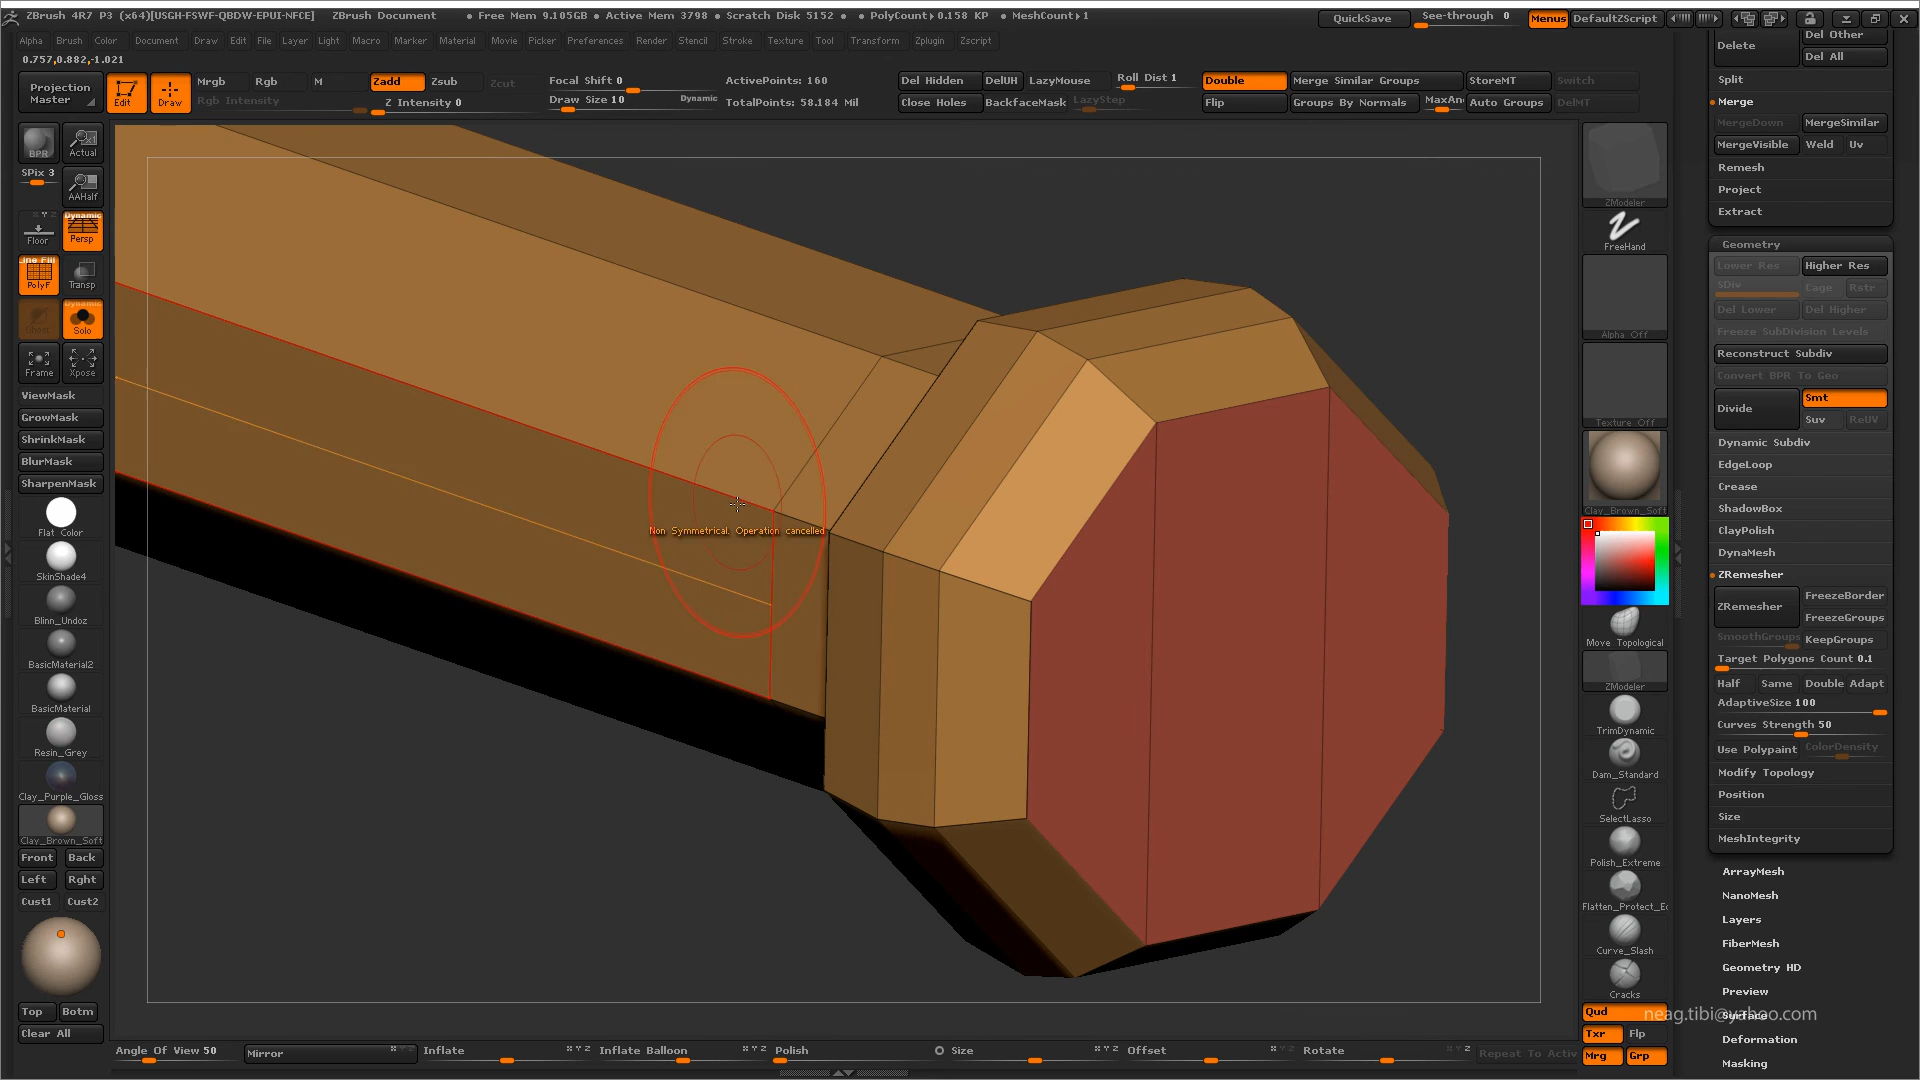 ZBrush 4R7 P3 (x64)[USGH-FSWF-QBDW-EPUI-NFCE] ZBrush Document • Free Mem 9.105GB • Active Mem 3798 • Scratch Disk 5152 • PolyCount▸0.158 KP • MeshCount▸1 QuickSave See-through 0 Menus DefaultZScript
Alpha Brush Color Document Draw Edit File Layer Light Macro Marker Material Movie Picker Preferences Render Stencil Stroke Texture Tool Transform Zplugin Zscript
0.757,0.882,-1.021
Projection Master
Edit
Draw
Mrgb Rgb M Zadd Zsub Zcut
Rgb Intensity Z Intensity 0
Focal Shift 0
Draw Size 10 Dynamic
ActivePoints: 160
TotalPoints: 58.184 Mil
Del Hidden DelUH LazyMouse Roll Dist 1
Close Holes BackfaceMask LazyStep
Double Merge Similar Groups StoreMT Switch
Flip Groups By Normals MaxAn Auto Groups DelMT
BPR
Actual
SPix 3
AAHalf
Floor
Dynamic
Persp
Line Fill
PolyF
Transp
Ghost
Dynamic
Solo
Frame
Xpose
ViewMask
GrowMask
ShrinkMask
BlurMask
SharpenMask
Flat Color
SkinShade4
Blinn_Undoz
BasicMaterial2
BasicMaterial
Resin_Grey
Clay_Purple_Gloss
Clay_Brown_Soft
Front Back
Left Rght
Cust1 Cust2
Top Botm
Clear All
Non Symmetrical. Operation cancelled
Angle Of View 50 Mirror Inflate Inflate Balloon Polish Size Offset Rotate Repeat To Activ
ZModeler
FreeHand
Alpha Off
Texture Off
Clay_Brown_Soft
Move Topological
ZModeler
TrimDynamic
Dam_Standard
SelectLasso
Polish_Extreme
Flatten_Protect_Ec
Curve_Slash
Cracks
Qud
Txr Flp
Mrg Grp
Delete Del Other
Del All
Split
Merge
MergeDown MergeSimilar
MergeVisible Weld Uv
Remesh
Project
Extract
Geometry
Lower Res Higher Res
SDiv Cage Rstr
Del Lower Del Higher
Freeze SubDivision Levels
Reconstruct Subdiv
Convert BPR To Geo
Divide Smt
Suv ReUV
Dynamic Subdiv
EdgeLoop
Crease
ShadowBox
ClayPolish
DynaMesh
ZRemesher
ZRemesher FreezeBorder
FreezeGroups
SmoothGroups KeepGroups
Target Polygons Count 0.1
Half Same Double Adapt
AdaptiveSize 100
Curves Strength 50
Use Polypaint ColorDensity
Modify Topology
Position
Size
MeshIntegrity
ArrayMesh
NanoMesh
Layers
FiberMesh
Geometry HD
Preview
Surface
neag.tibi@yahoo.com
Deformation
Masking